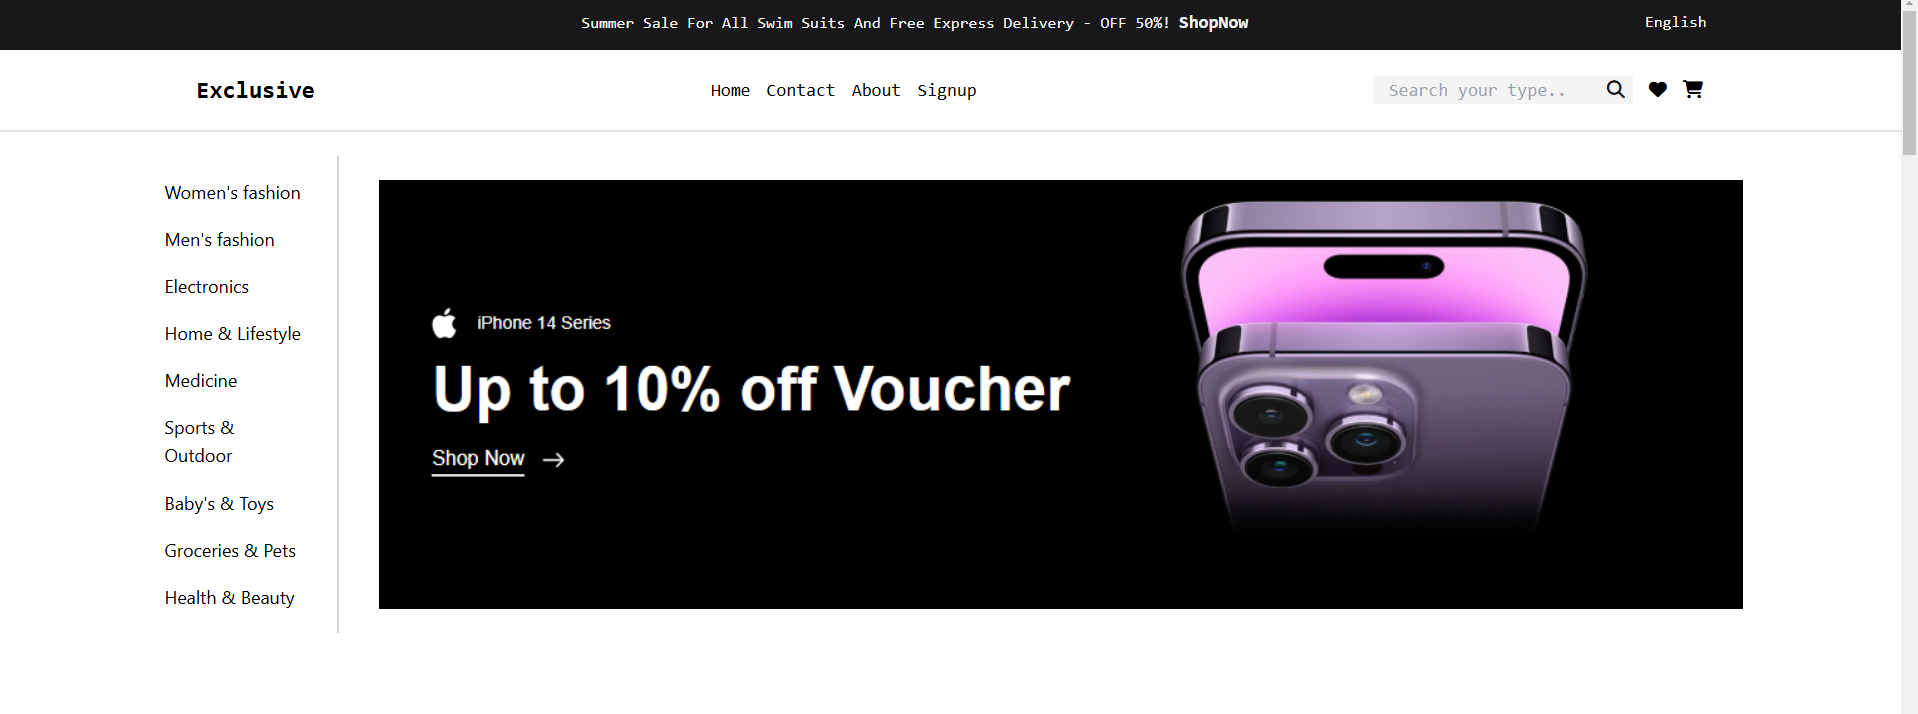 Summer Sale For All Swim Suits And Free Express Delivery - OFF 50%! ShopNow
English
Exclusive
Home Contact About Signup
Search your type..
Women's fashion
Men's fashion
Electronics
Home & Lifestyle
Medicine
Sports &
Outdoor
Baby's & Toys
Groceries & Pets
Health & Beauty
iPhone 14 Series
Up to 10% off Voucher
Shop Now